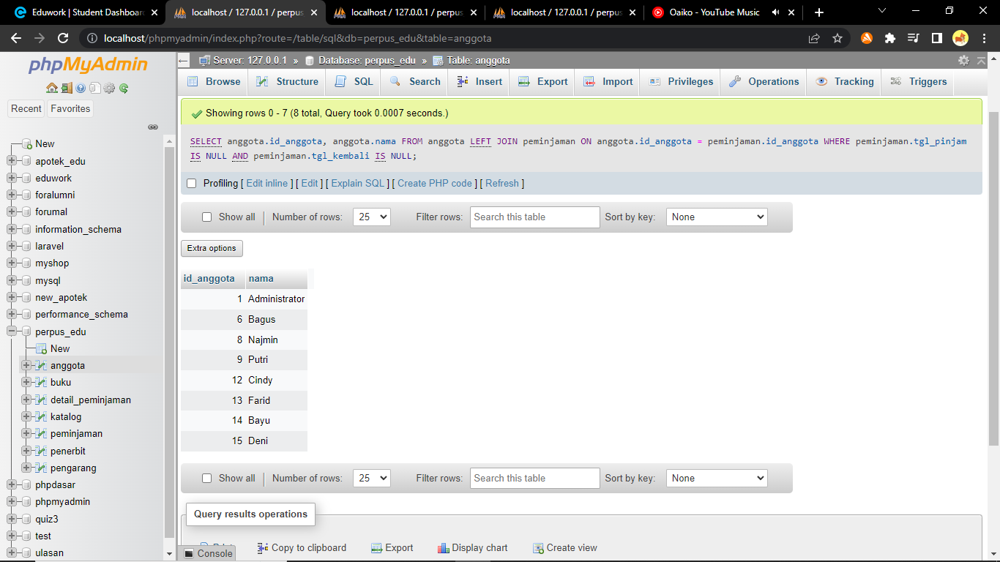 Eduwork | Student Dashboar
localhost / 127.0.0.1 / perpus
localhost / 127.0.0.1 / perpus
localhost / 127.0.0.1 / perpus
Oaiko - YouTube Music
localhost/phpmyadmin/index.php?route=/table/sql&db=perpus_edu&table=anggota
phpMyAdmin
Recent Favorites
New
apotek_edu
eduwork
foralumni
forumal
information_schema
laravel
myshop
mysql
new_apotek
performance_schema
perpus_edu
New
anggota
buku
detail_peminjaman
katalog
peminjaman
penerbit
pengarang
phpdasar
phpmyadmin
quiz3
test
ulasan
Server: 127.0.0.1 » Database: perpus_edu » Table: anggota
Browse Structure SQL Search Insert Export Import Privileges Operations Tracking Triggers
Showing rows 0 - 7 (8 total, Query took 0.0007 seconds.)
SELECT anggota.id_anggota, anggota.nama FROM anggota LEFT JOIN peminjaman ON anggota.id_anggota = peminjaman.id_anggota WHERE peminjaman.tgl_pinjam
IS NULL AND peminjaman.tgl_kembali IS NULL;
Profiling [ Edit inline ] [ Edit ] [ Explain SQL ] [ Create PHP code ] [ Refresh ]
Show all Number of rows: 25 Filter rows: Search this table Sort by key: None
Extra options
id_anggota nama
1 Administrator
6 Bagus
8 Najmin
9 Putri
12 Cindy
13 Farid
14 Bayu
15 Deni
Show all Number of rows: 25 Filter rows: Search this table Sort by key: None
Query results operations
Copy to clipboard Export Display chart Create view
Console